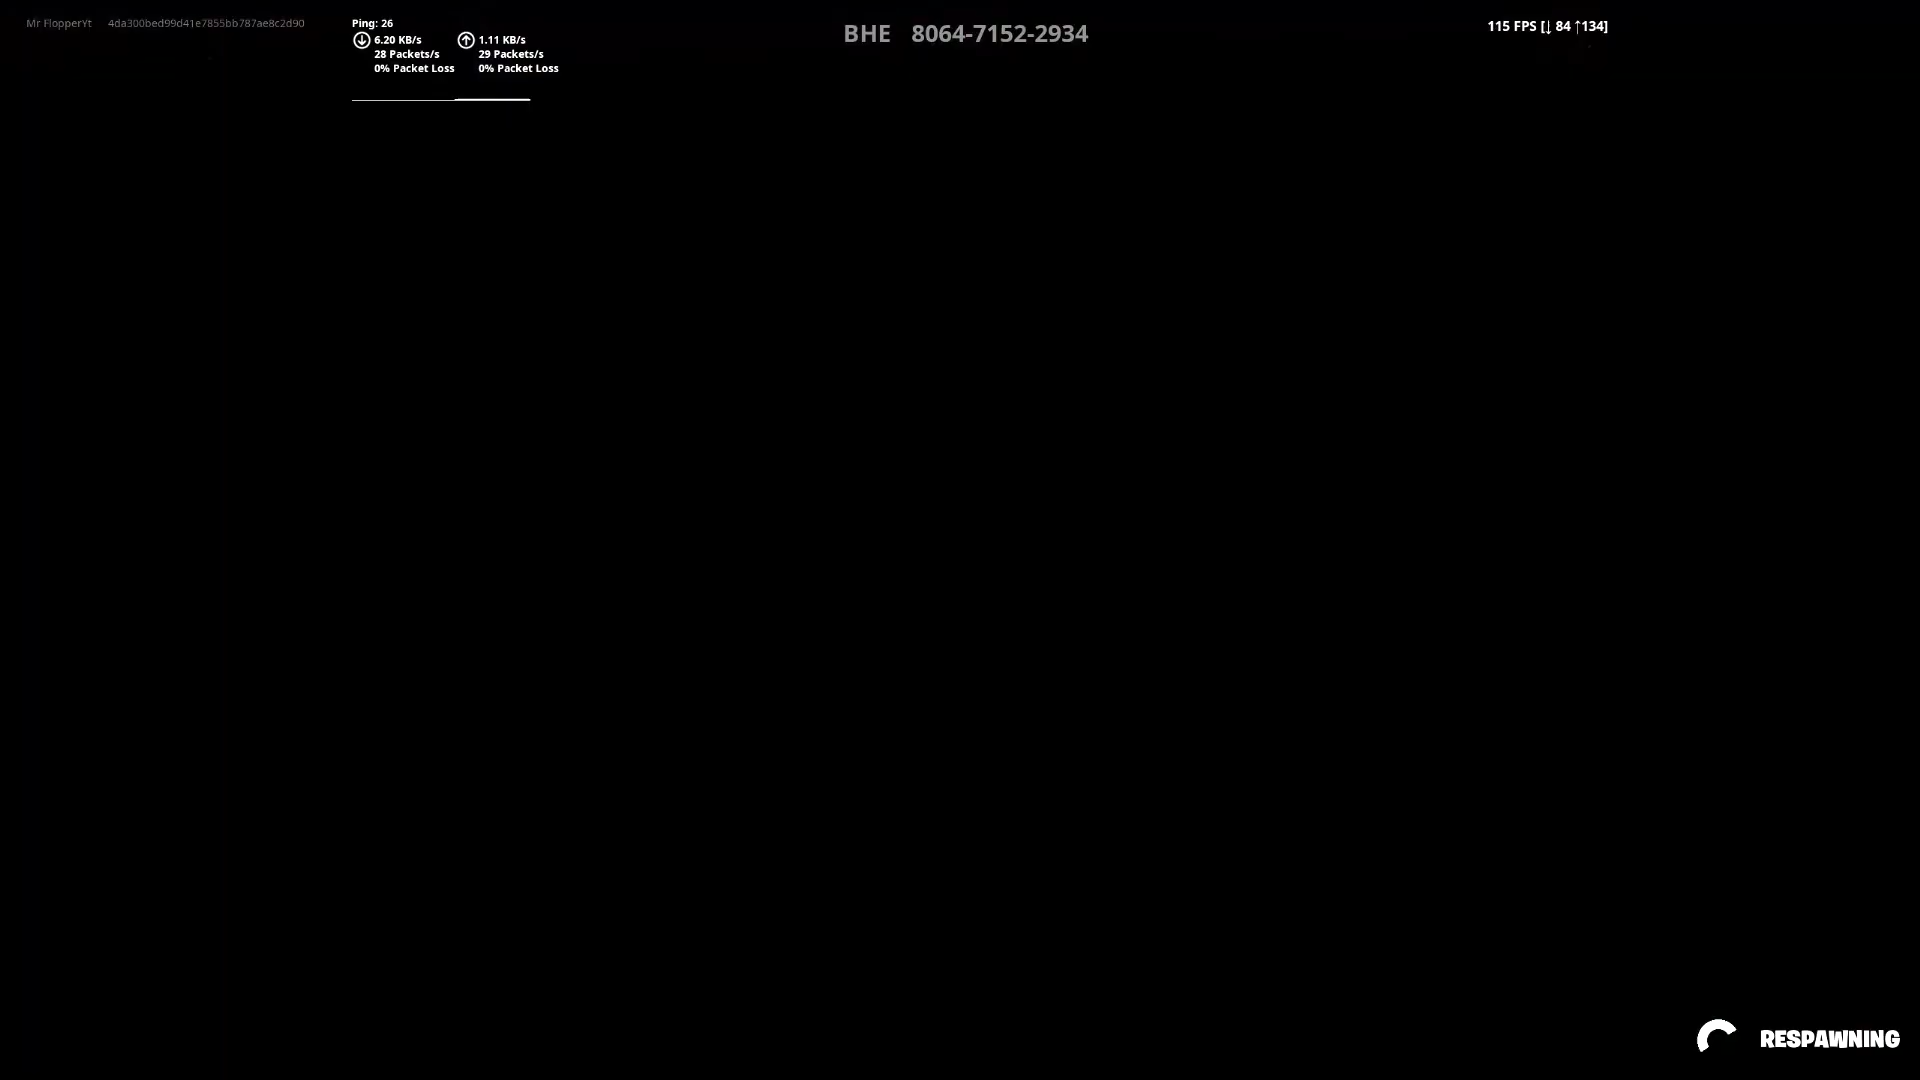 Mr FlopperYt 4da300bed99d41e7855bb787ae8c2d90
Ping: 26
6.20 KB/s 1.11 KB/s
28 Packets/s 29 Packets/s
0% Packet Loss 0% Packet Loss
BHE 8064-7152-2934
115 FPS [↓ 84 ↑134]
RESPAWNING